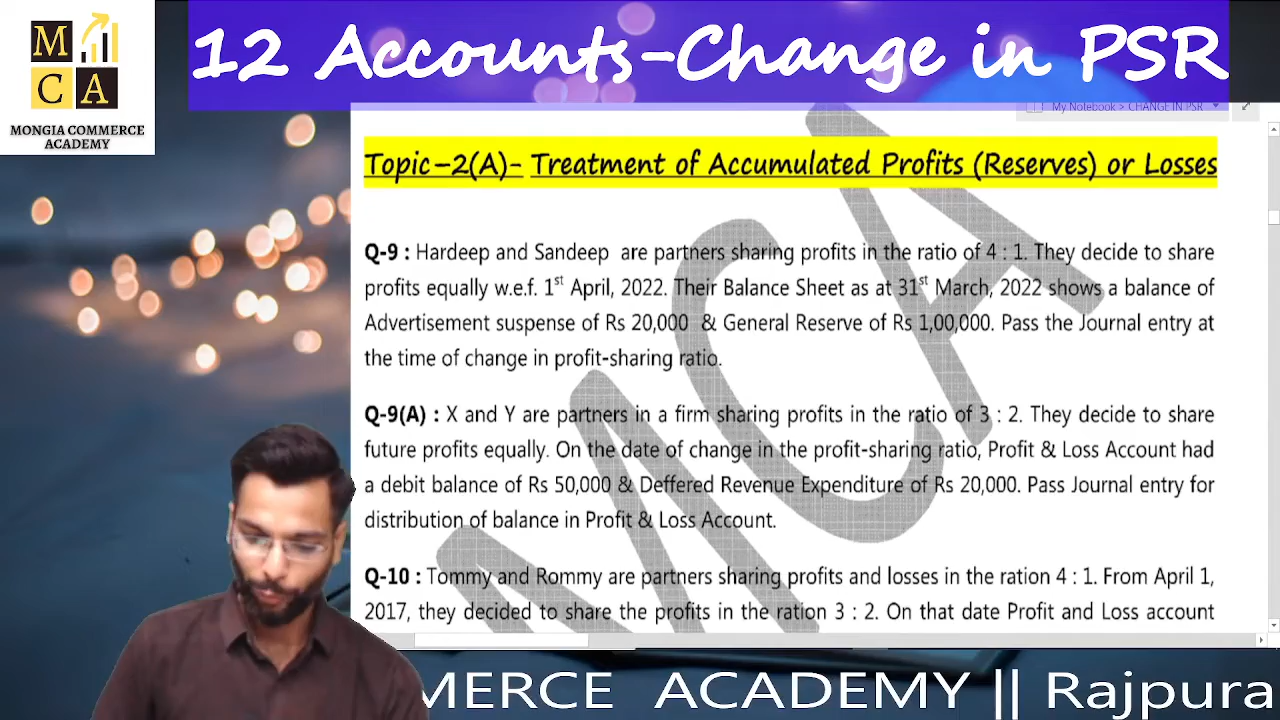 M
C A
MONGIA COMMERCE
ACADEMY
12 Accounts-Change in PSR
My Notebook > CHANGE IN PSR
Topic-2(A)- Treatment of Accumulated Profits (Reserves) or Losses
Q-9 : Hardeep and Sandeep are partners sharing profits in the ratio of 4 : 1. They decide to share
profits equally w.e.f. 1st April, 2022. Their Balance Sheet as at 31st March, 2022 shows a balance of
Advertisement suspense of Rs 20,000 & General Reserve of Rs 1,00,000. Pass the Journal entry at
the time of change in profit-sharing ratio.
Q-9(A) : X and Y are partners in a firm sharing profits in the ratio of 3 : 2. They decide to share
future profits equally. On the date of change in the profit-sharing ratio, Profit & Loss Account had
a debit balance of Rs 50,000 & Deffered Revenue Expenditure of Rs 20,000. Pass Journal entry for
distribution of balance in Profit & Loss Account.
Q-10 : Tommy and Rommy are partners sharing profits and losses in the ration 4 : 1. From April 1,
2017, they decided to share the profits in the ration 3 : 2. On that date Profit and Loss account
MCA
MERCE ACADEMY || Rajpura